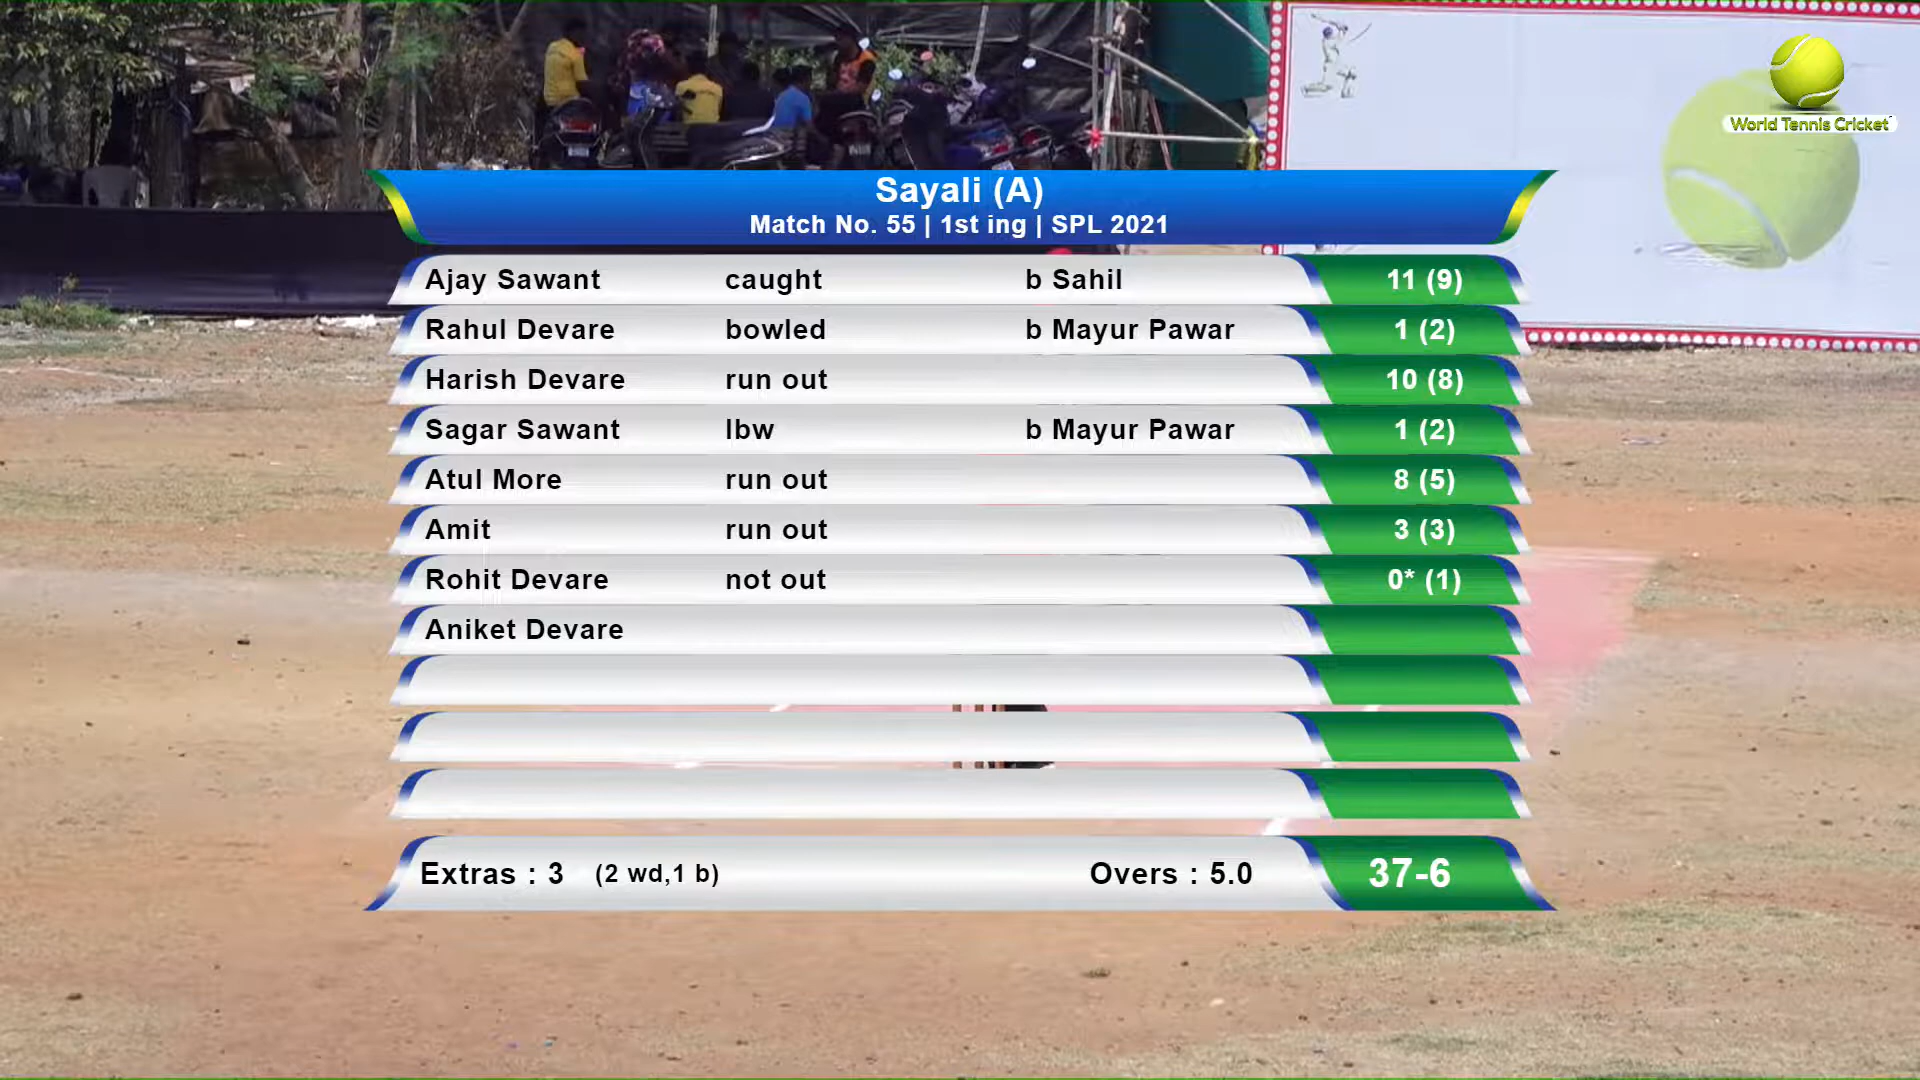 World Tennis Cricket
Sayali (A)
Match No. 55 | 1st ing | SPL 2021
Ajay Sawant caught b Sahil 11 (9)
Rahul Devare bowled b Mayur Pawar 1 (2)
Harish Devare run out 10 (8)
Sagar Sawant lbw b Mayur Pawar 1 (2)
Atul More run out 8 (5)
Amit run out 3 (3)
Rohit Devare not out 0* (1)
Aniket Devare
Extras : 3 (2 wd,1 b) Overs : 5.0 37-6